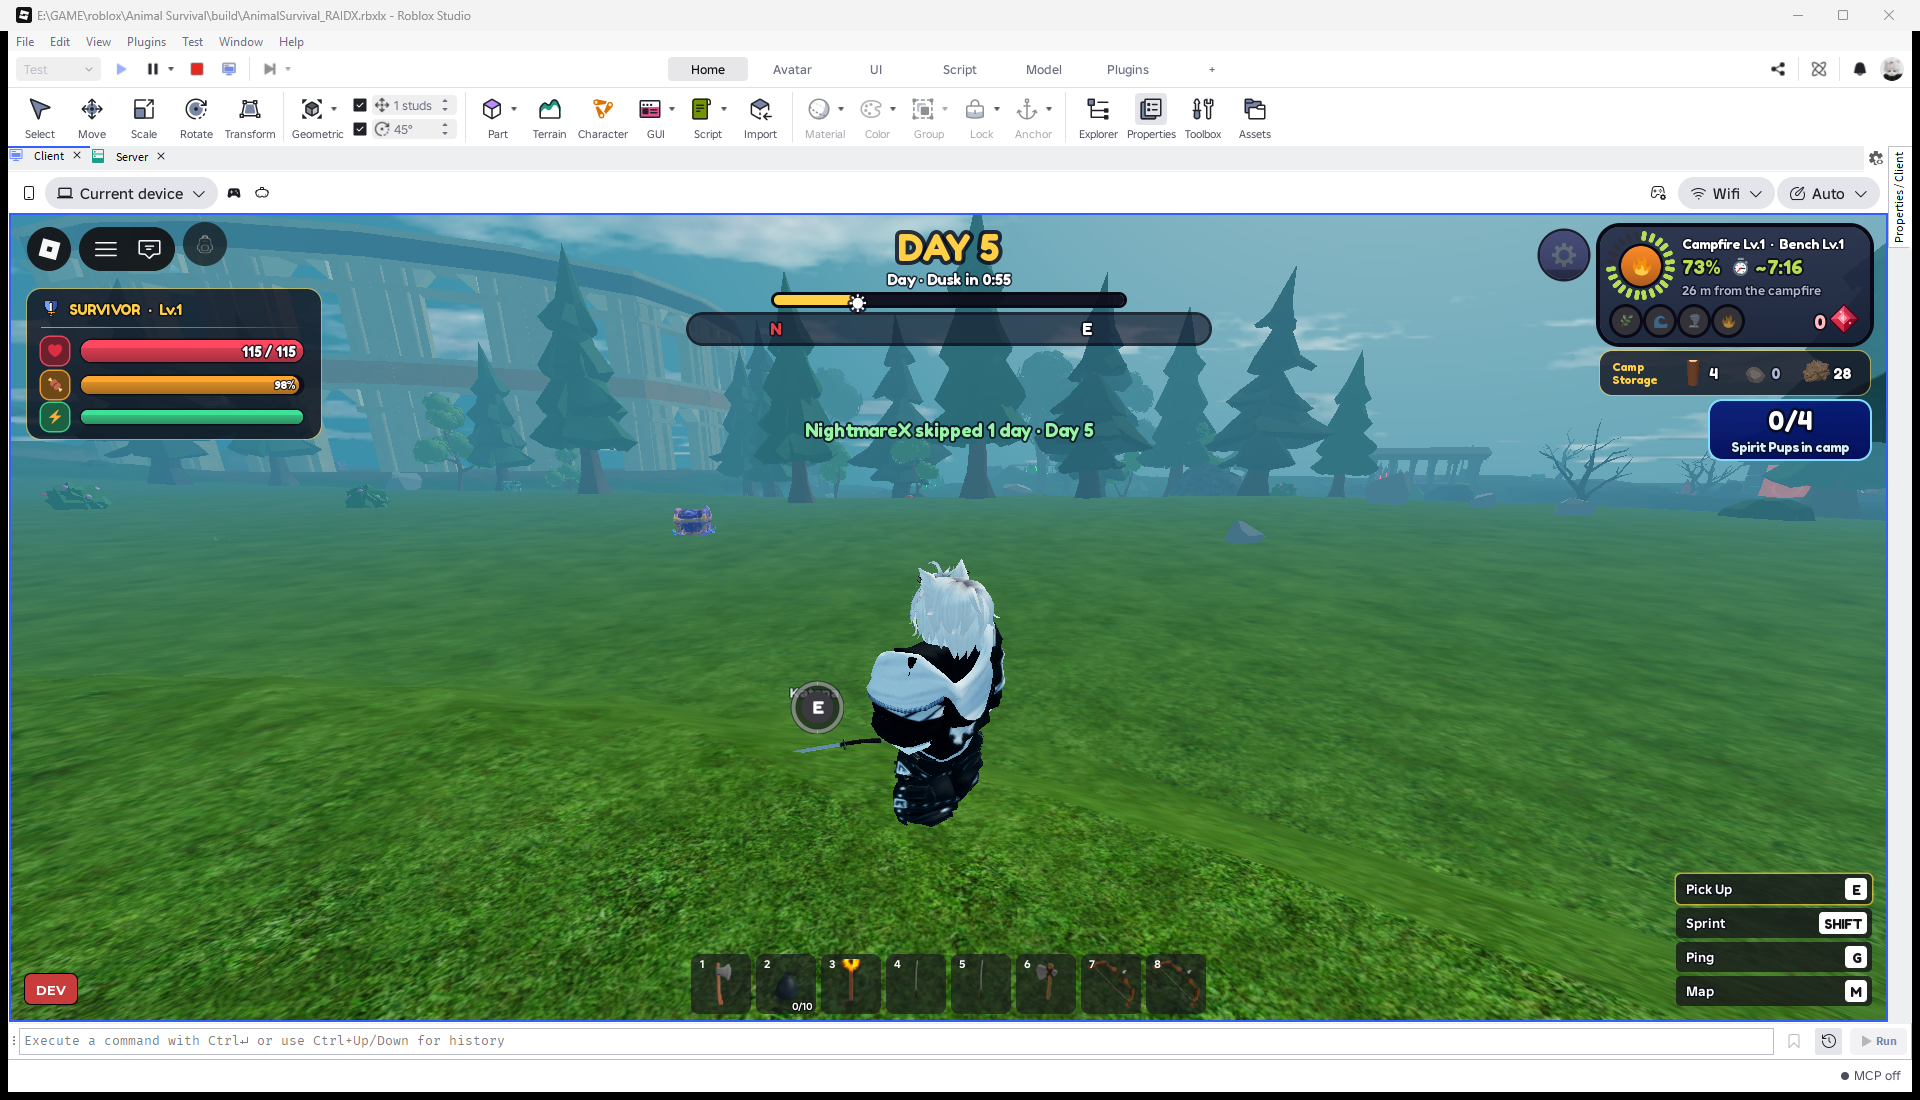 E:\GAME\roblox\Animal Survival\build\AnimalSurvival_RAIDX.rbxlx - Roblox Studio
File Edit View Plugins Test Window Help
Test
Home Avatar UI Script Model Plugins +
1 studs
45°
Select Move Scale Rotate Transform Geometric Part Terrain Character GUI Script Import Material Color Group Lock Anchor Explorer Properties Toolbox Assets
Client Server
Properties / Client
Current device
Wifi Auto
DAY 5
Day · Dusk in 0:55
N E
SURVIVOR · Lv.1
115 / 115
98%
Campfire Lv.1 · Bench Lv.1
73% ~7:16
26 m from the campfire
0
Camp Storage 4 0 28
0/4
Spirit Pups in camp
NightmareX skipped 1 day · Day 5
Katana
E
Pick Up E
Sprint SHIFT
Ping G
Map M
DEV
1 2 3 4 5 6 7 8
0/10
Execute a command with Ctrl↵ or use Ctrl+Up/Down for history
Run
MCP off